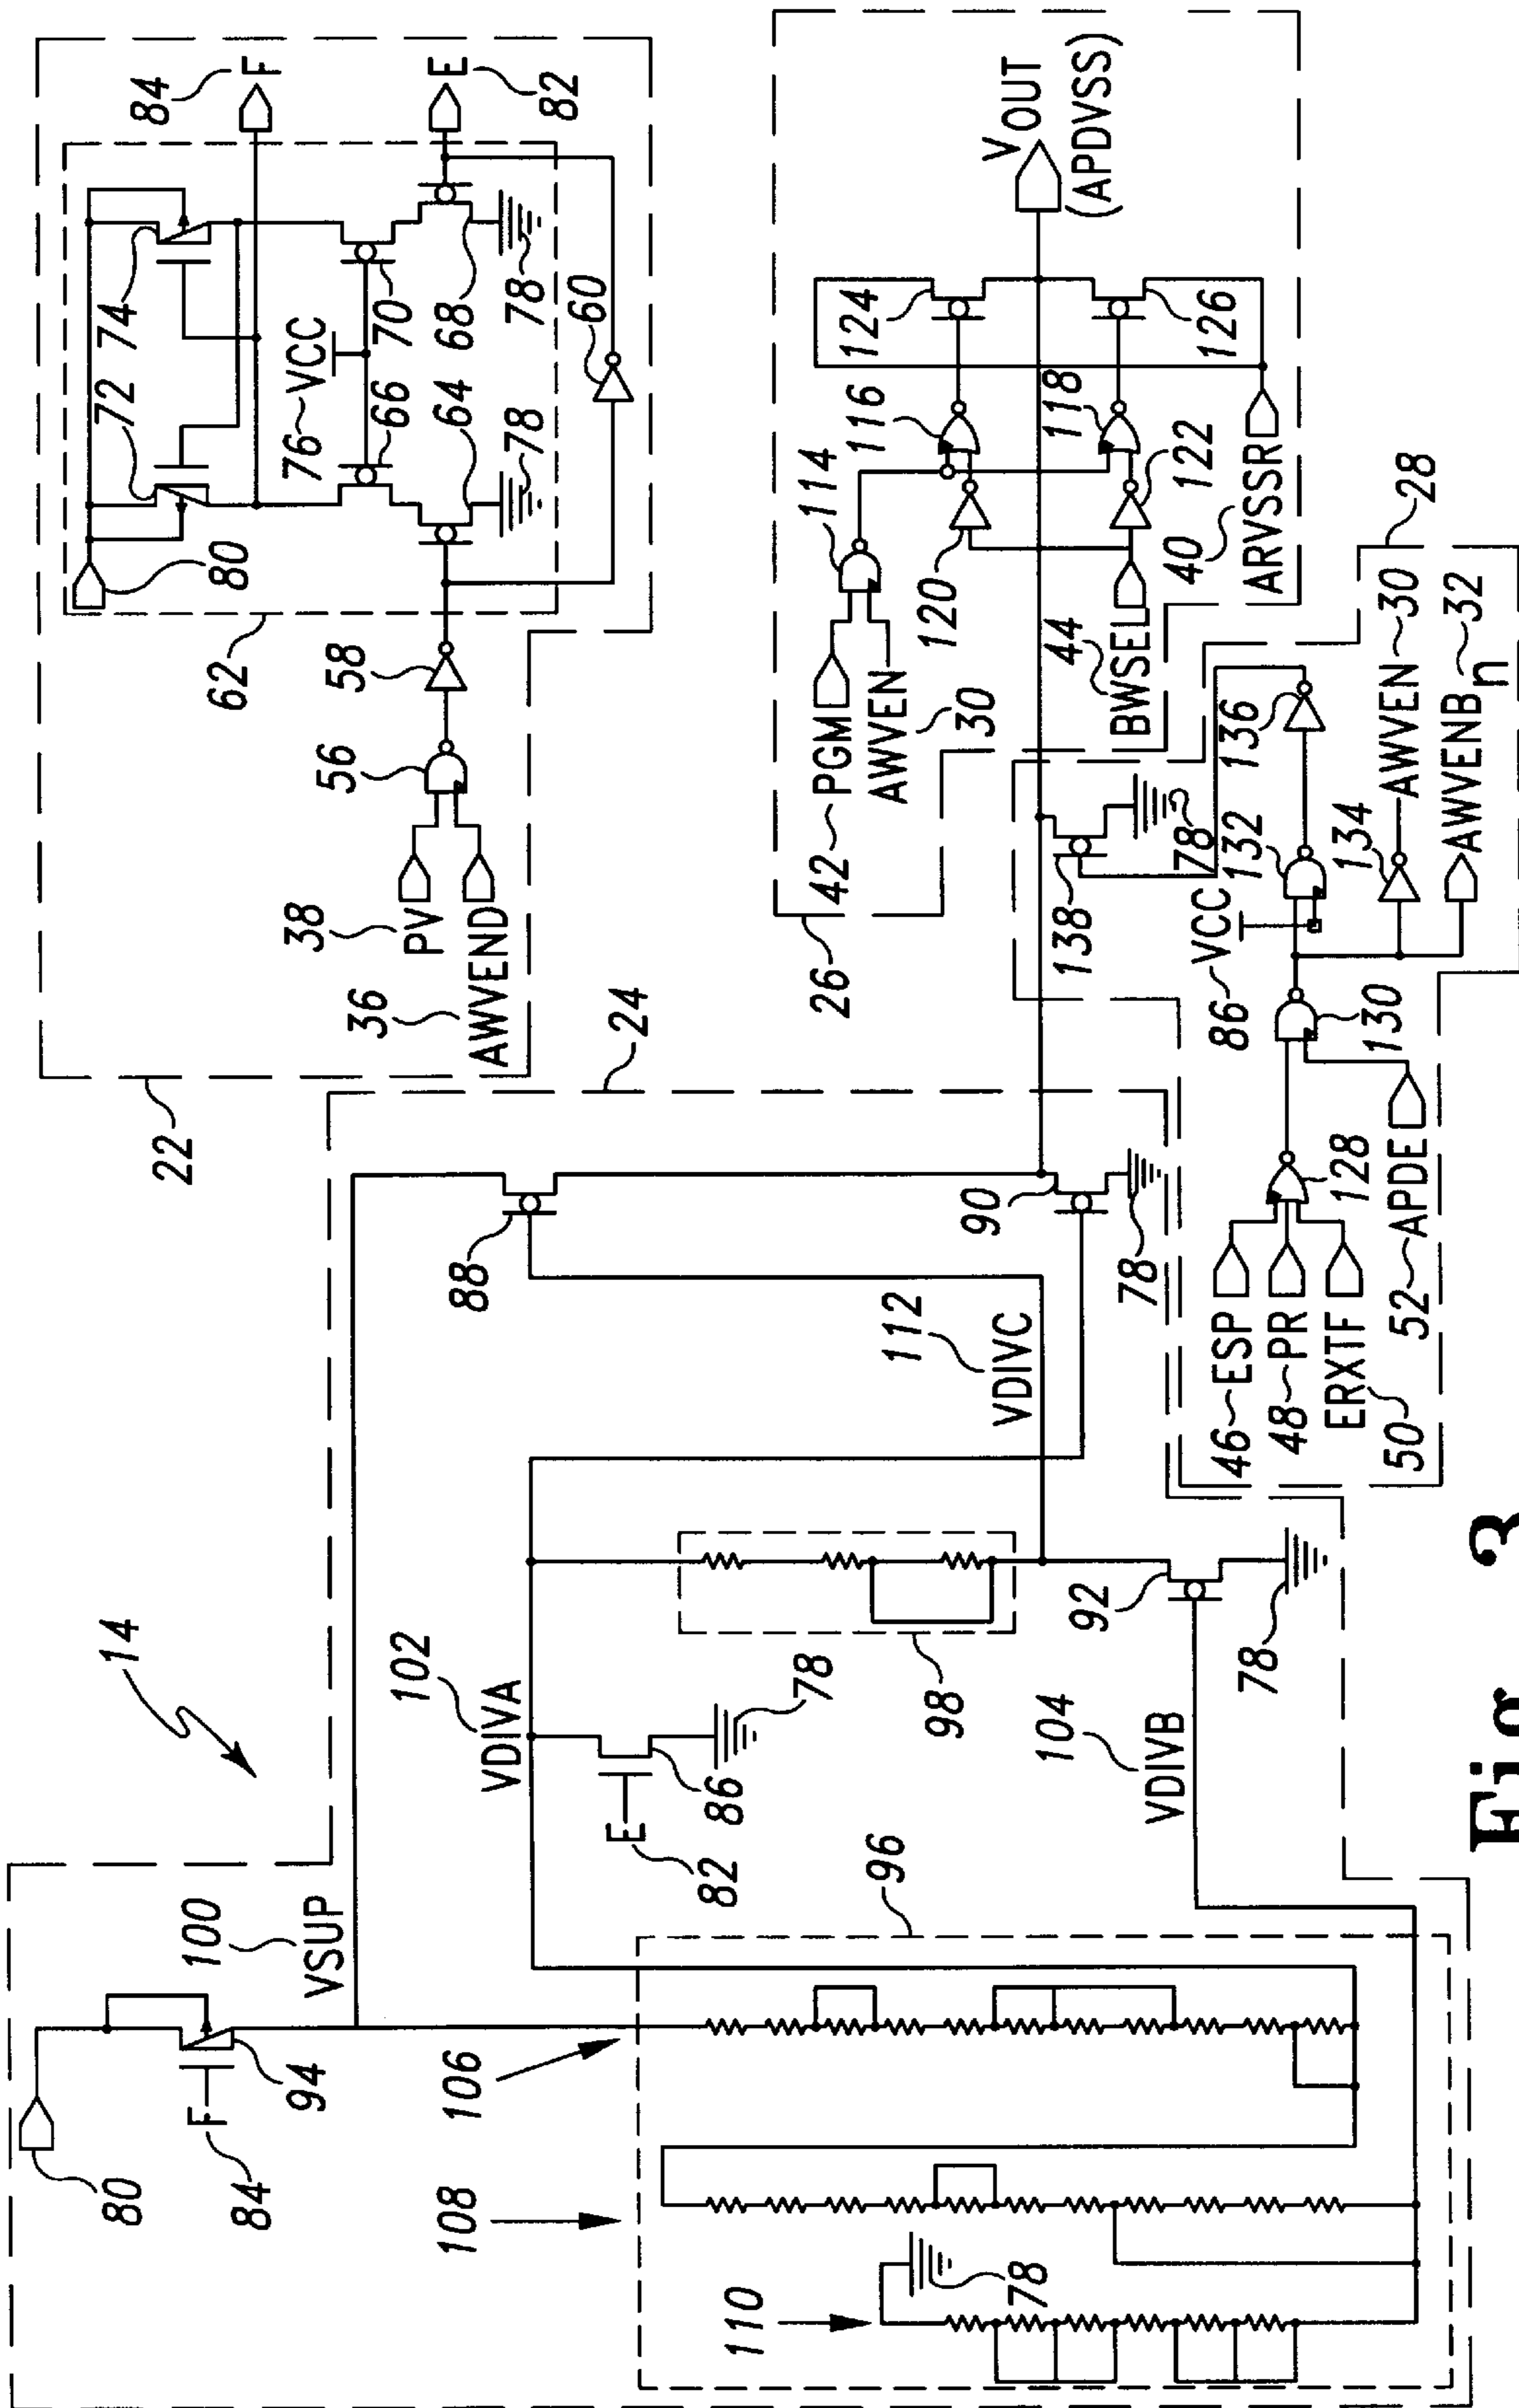 14
80
84
F
94
100
VSUP
106
108
110
78
96
102
VDIVA
E
82
86
78
98
104
VDIVB
92
78
112
VDIVC
88
90
78
24
22
38
PV
36
AWVEND
56
58
62
80
72
74
76
VCC
66
70
64
68
78
78
60
84
F
E
82
26
42
PGM
AWVEN
30
114
116
118
120
122
124
126
44
BWSEL
40
ARVSSR
VOUT
(APDVSS)
28
138
78
46
ESP
48
PR
ERXTF
50
52
APDE
128
130
86
VCC
132
134
136
AWVEN
30
AWVENB
32
n
Fig. 3